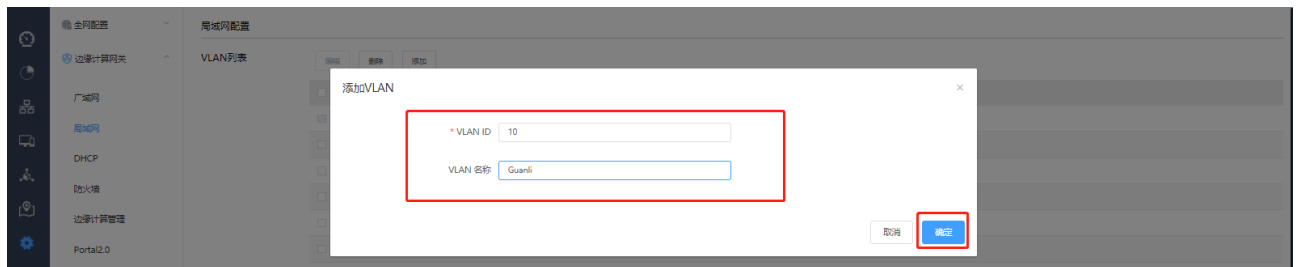 全网配置
边缘计算网关
广域网
局域网
DHCP
防火墙
边缘计算管理
Portal2.0
局域网配置
VLAN列表
编辑 删除 添加
添加VLAN
* VLAN ID 10
VLAN 名称 Guanli
取消 确定